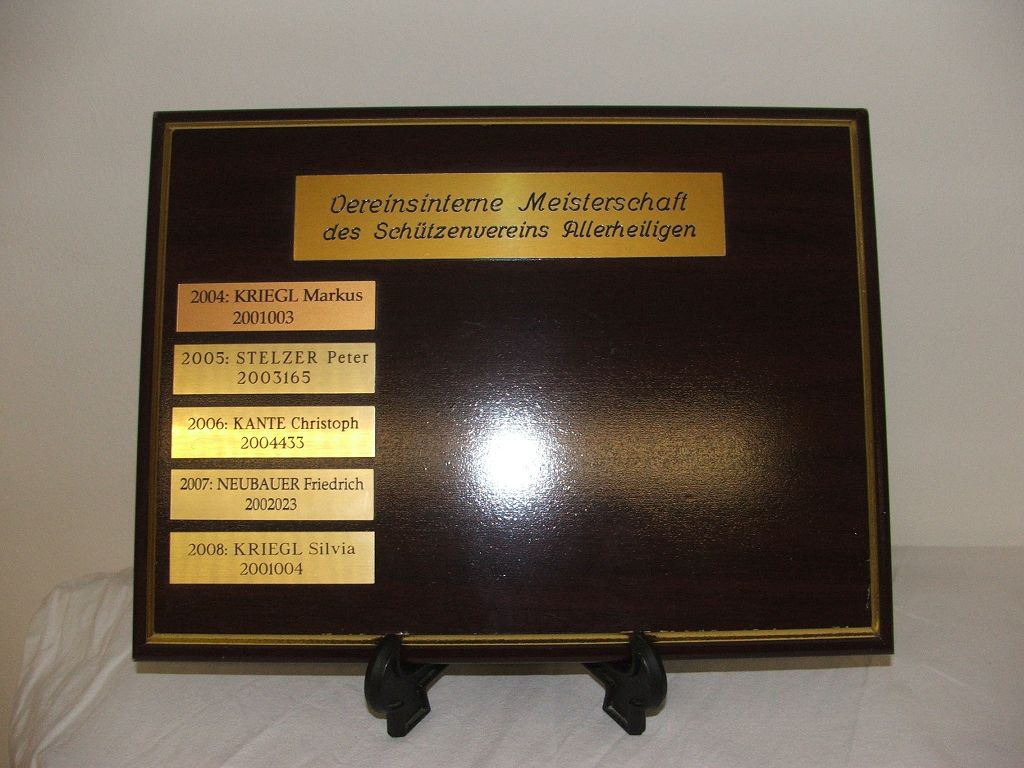 Vereinsinterne Meisterschaft
des Schützenvereins Allerheiligen
2004: KRIEGL Markus
2001003
2005: STELZER Peter
2003165
2006: KANTE Christoph
2004433
2007: NEUBAUER Friedrich
2002023
2008: KRIEGL Silvia
2001004